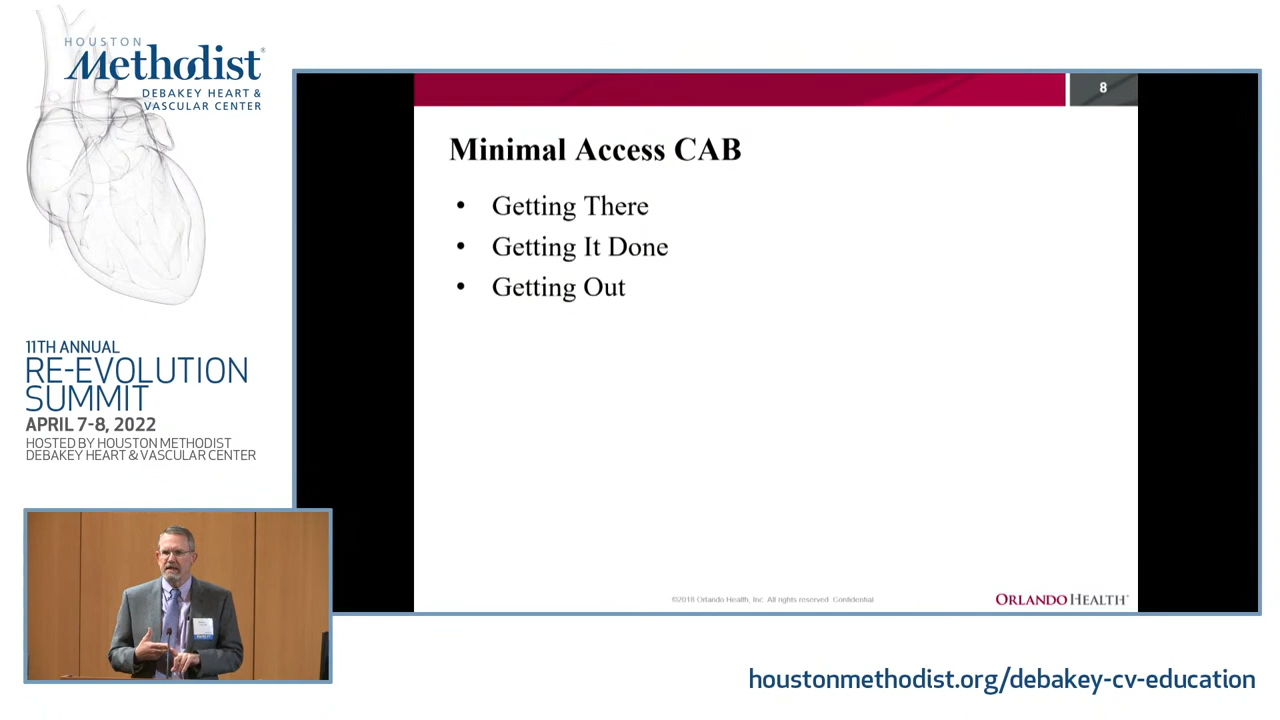 HOUSTON
Methodist®
DEBAKEY HEART &
VASCULAR CENTER
11TH ANNUAL
RE-EVOLUTION
SUMMIT
APRIL 7-8, 2022
HOSTED BY HOUSTON METHODIST
DEBAKEY HEART & VASCULAR CENTER
8
Minimal Access CAB
• Getting There
• Getting It Done
• Getting Out
©2018 Orlando Health, Inc. All rights reserved. Confidential
ORLANDO HEALTH®
houstonmethodist.org/debakey-cv-education